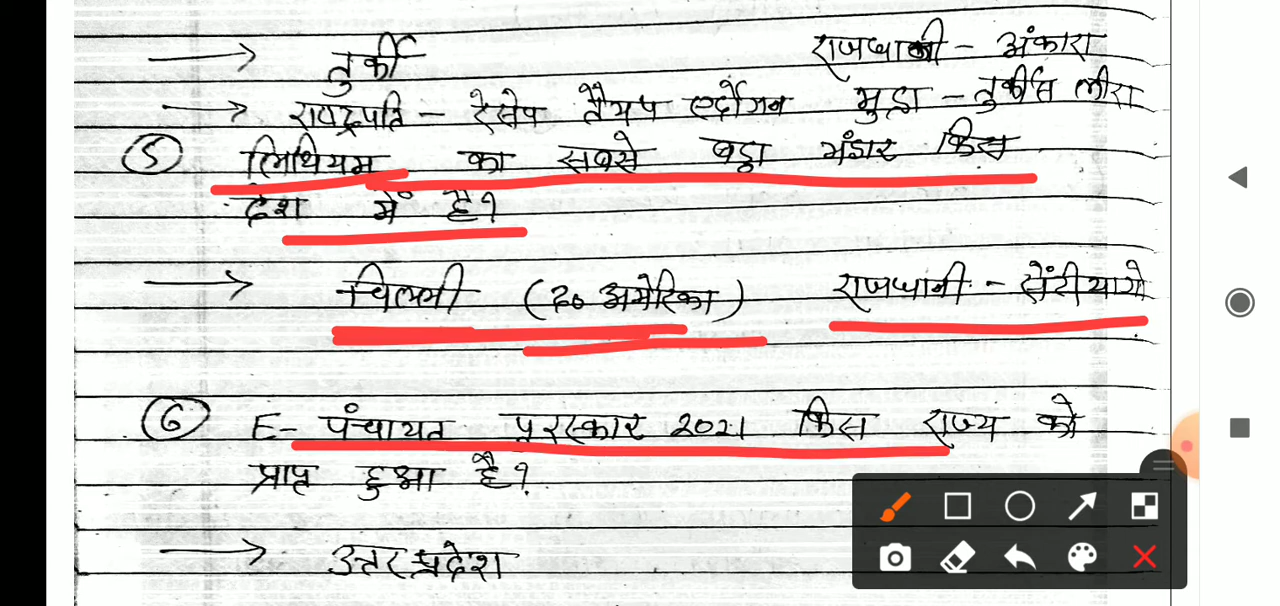 → तुर्की राजधानी - अंकारा
→ राष्ट्रपति - रेसेप तैयप एर्दोगन मुद्रा - तुर्कीस लीरा
5 लिथियम का सबसे बड़ा भंडार किस
देश में है?
→ चिल्ली (द० अमेरिका) राजधानी - सेंटीयागो
6 E- पंचायत पुरस्कार 2021 किस राज्य को
प्राप्त हुआ है?
→ उत्तर प्रदेश